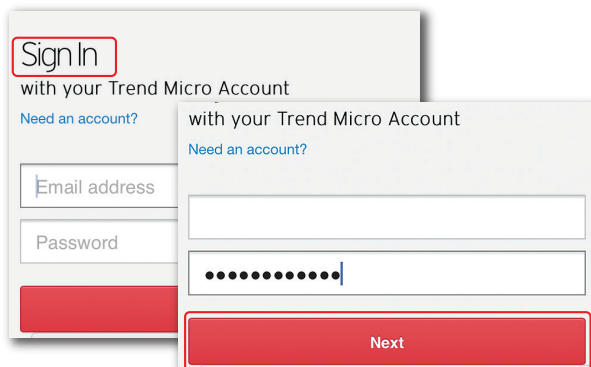 Sign In
with your Trend Micro Account
Need an account?
Email address
Password
with your Trend Micro Account
Need an account?
••••••••••••
Next